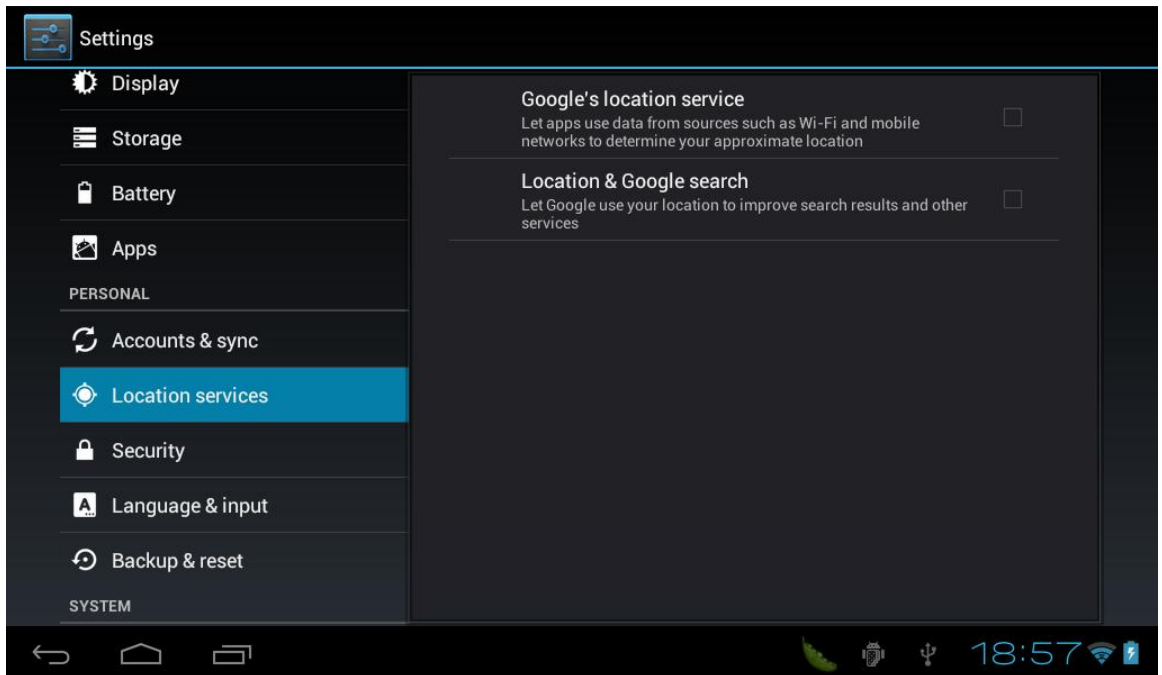 Settings
Display
Storage
Battery
Apps
PERSONAL
Accounts & sync
Location services
Security
Language & input
Backup & reset
SYSTEM
Google's location service
Let apps use data from sources such as Wi-Fi and mobile
networks to determine your approximate location
Location & Google search
Let Google use your location to improve search results and other
services
18:57